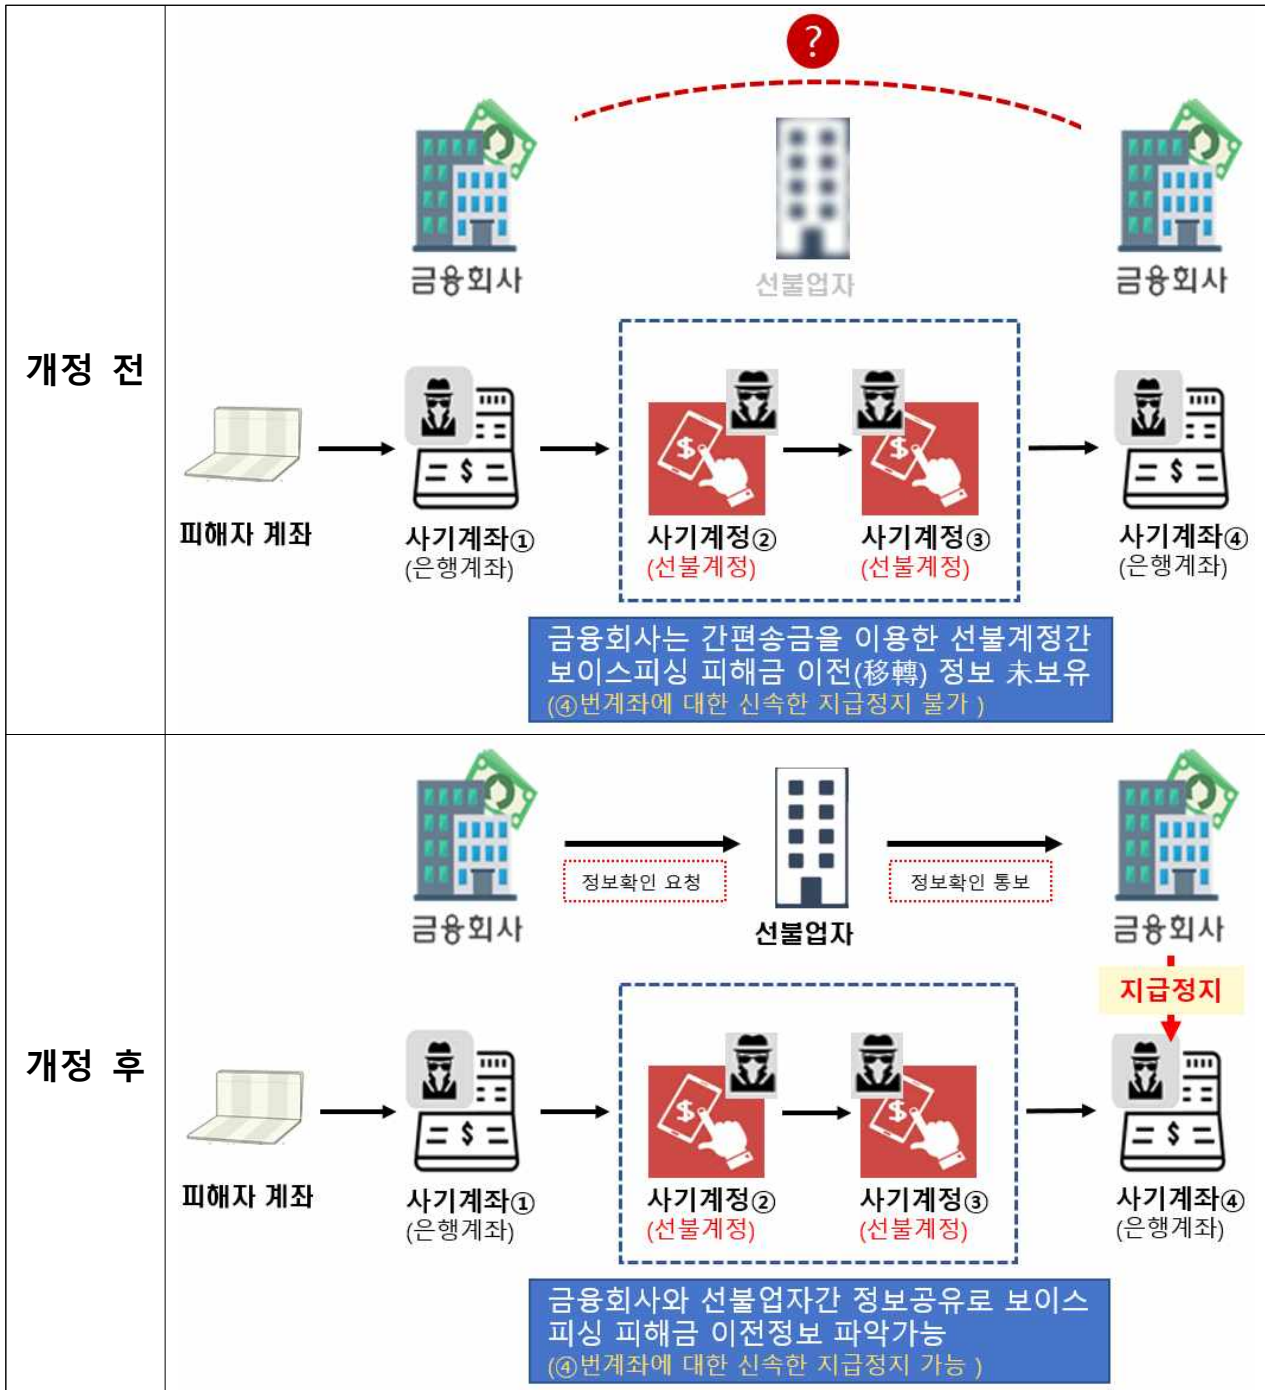 개정 전
?
금융회사
선불업자
금융회사
피해자 계좌
사기계좌①
(은행계좌)
사기계정②
(선불계정)
사기계정③
(선불계정)
사기계좌④
(은행계좌)
금융회사는 간편송금을 이용한 선불계정간
보이스피싱 피해금 이전(移轉) 정보 未보유
(④번계좌에 대한 신속한 지급정지 불가 )
개정 후
정보확인 요청
정보확인 통보
금융회사
선불업자
금융회사
지급정지
피해자 계좌
사기계좌①
(은행계좌)
사기계정②
(선불계정)
사기계정③
(선불계정)
사기계좌④
(은행계좌)
금융회사와 선불업자간 정보공유로 보이스
피싱 피해금 이전정보 파악가능
(④번계좌에 대한 신속한 지급정지 가능 )